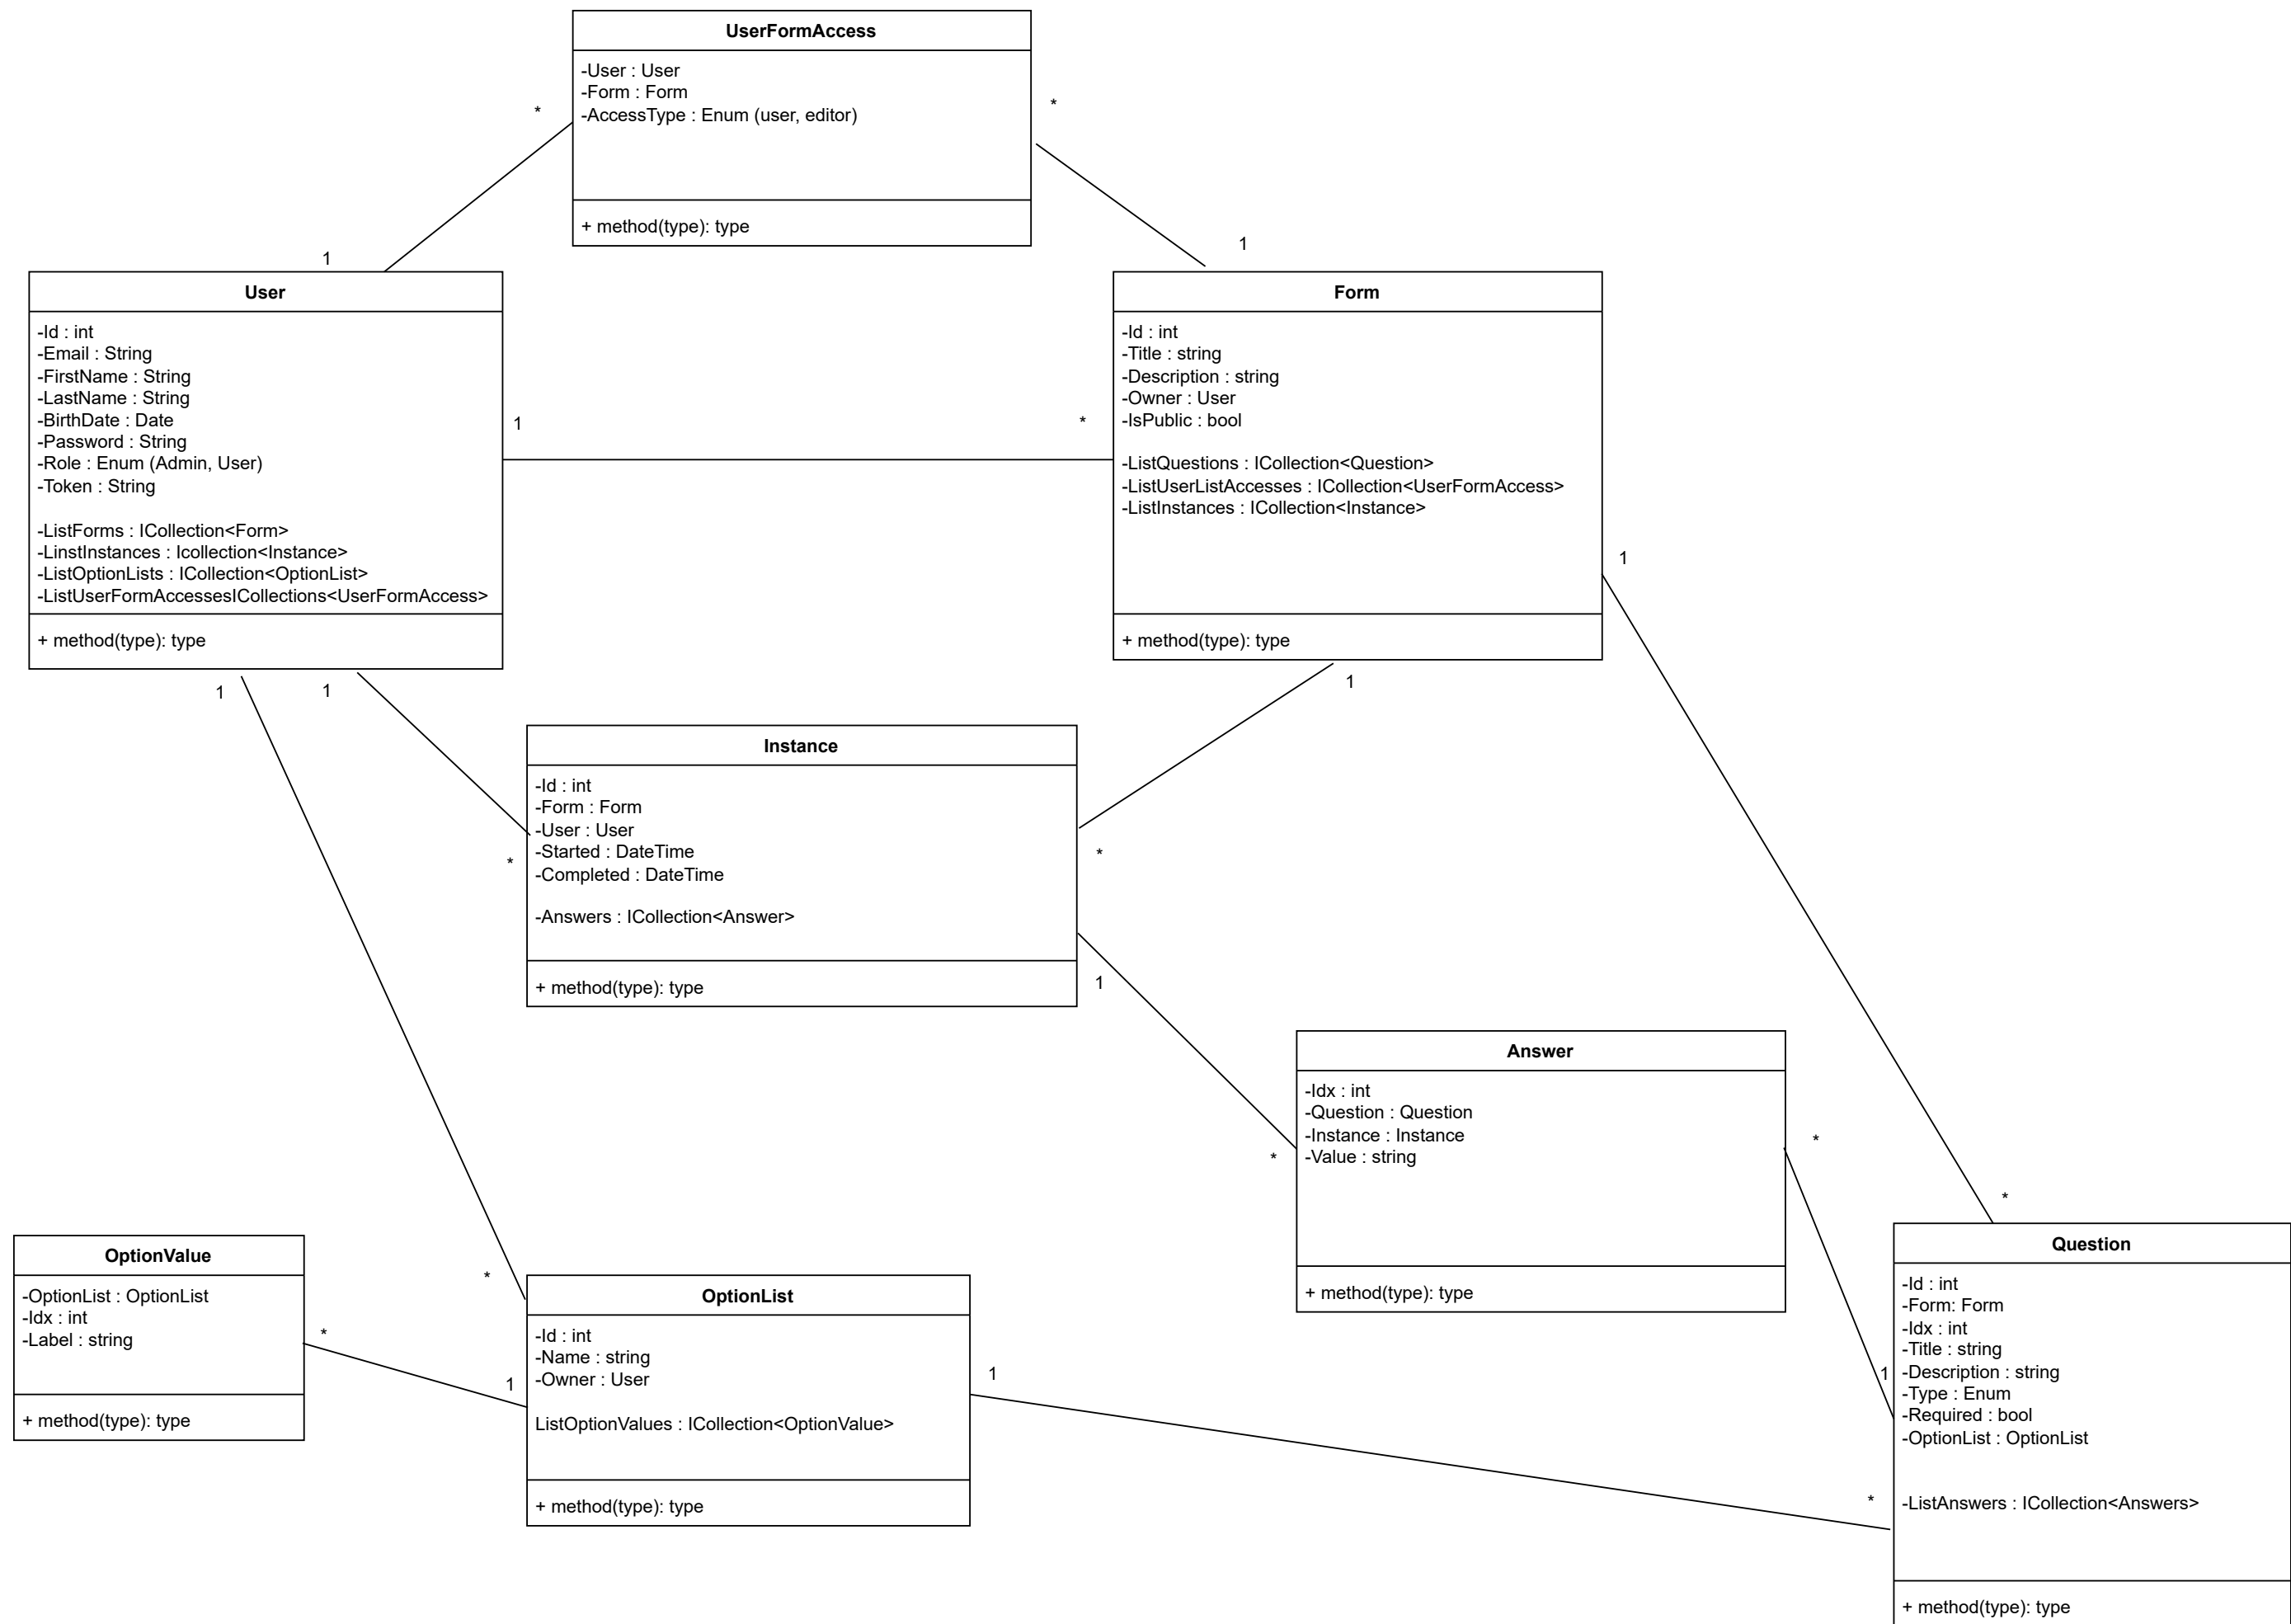 UserFormAccess
-User : User
-Form : Form
-AccessType : Enum (user, editor)
+ method(type): type
*
*
1
1
User
-Id : int
-Email : String
-FirstName : String
-LastName : String
-BirthDate : Date
-Password : String
-Role : Enum (Admin, User)
-Token : String
-ListForms : ICollection<Form>
-LinstInstances : Icollection<Instance>
-ListOptionLists : ICollection<OptionList>
-ListUserFormAccessesICollections<UserFormAccess>
+ method(type): type
1
*
Form
-Id : int
-Title : string
-Description : string
-Owner : User
-IsPublic : bool
-ListQuestions : ICollection<Question>
-ListUserListAccesses : ICollection<UserFormAccess>
-ListInstances : ICollection<Instance>
+ method(type): type
1
1
1
1
Instance
-Id : int
-Form : Form
-User : User
-Started : DateTime
-Completed : DateTime
-Answers : ICollection<Answer>
+ method(type): type
*
*
1
*
Answer
-Idx : int
-Question : Question
-Instance : Instance
-Value : string
+ method(type): type
*
*
OptionValue
-OptionList : OptionList
-Idx : int
-Label : string
+ method(type): type
*
1
*
OptionList
-Id : int
-Name : string
-Owner : User
ListOptionValues : ICollection<OptionValue>
+ method(type): type
1
*
1
Question
-Id : int
-Form: Form
-Idx : int
-Title : string
-Description : string
-Type : Enum
-Required : bool
-OptionList : OptionList
-ListAnswers : ICollection<Answers>
+ method(type): type